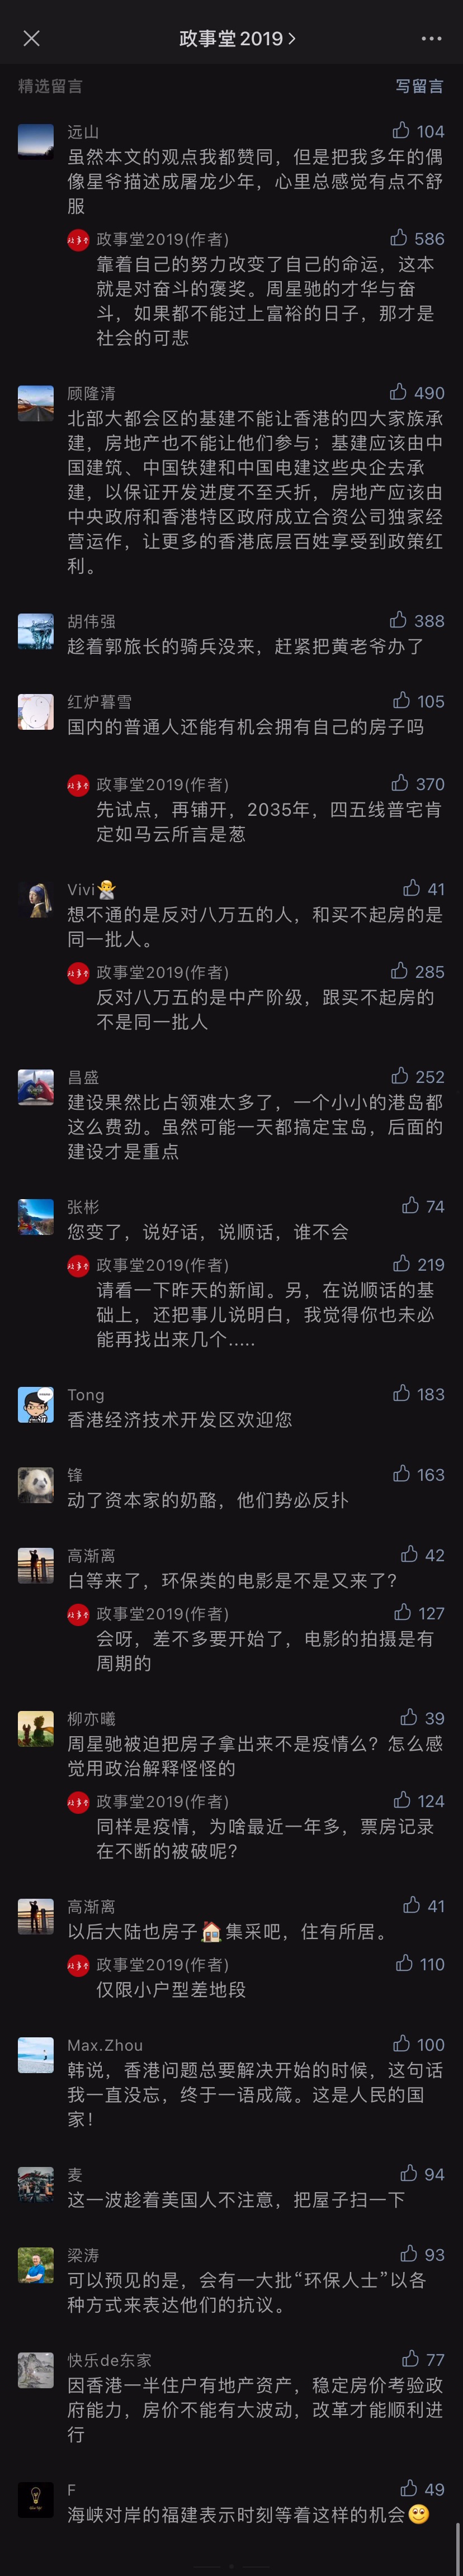 政事堂2019
精选留言 写留言
远山 104
虽然本文的观点我都赞同，但是把我多年的偶
像星爷描述成屠龙少年，心里总感觉有点不舒
服
政事堂2019(作者) 586
靠着自己的努力改变了自己的命运，这本
就是对奋斗的褒奖。周星驰的才华与奋
斗，如果都不能过上富裕的日子，那才是
社会的可悲
顾隆清 490
北部大都会区的基建不能让香港的四大家族承
建，房地产也不能让他们参与；基建应该由中
国建筑、中国铁建和中国电建这些央企去承
建，以保证开发进度不至夭折，房地产应该由
中央政府和香港特区政府成立合资公司独家经
营运作，让更多的香港底层百姓享受到政策红
利。
胡伟强 388
趁着郭旅长的骑兵没来，赶紧把黄老爷办了
红炉暮雪 105
国内的普通人还能有机会拥有自己的房子吗
政事堂2019(作者) 370
先试点，再铺开，2035年，四五线普宅肯
定如马云所言是葱
Vivi 41
想不通的是反对八万五的人，和买不起房的是
同一批人。
政事堂2019(作者) 285
反对八万五的是中产阶级，跟买不起房的
不是同一批人
昌盛 252
建设果然比占领难太多了，一个小小的港岛都
这么费劲。虽然可能一天都搞定宝岛，后面的
建设才是重点
张彬 74
您变了，说好话，说顺话，谁不会
政事堂2019(作者) 219
请看一下昨天的新闻。另，在说顺话的基
础上，还把事儿说明白，我觉得你也未必
能再找出来几个.....
Tong 183
香港经济技术开发区欢迎您
锋 163
动了资本家的奶酪，他们势必反扑
高渐离 42
白等来了，环保类的电影是不是又来了?
政事堂2019(作者) 127
会呀，差不多要开始了，电影的拍摄是有
周期的
柳亦曦 39
周星驰被迫把房子拿出来不是疫情么？怎么感
觉用政治解释怪怪的
政事堂2019(作者) 124
同样是疫情，为啥最近一年多，票房记录
在不断的被破呢?
高渐离 41
以后大陆也房子🏠集采吧，住有所居。
政事堂2019(作者) 110
仅限小户型差地段
Max.Zhou 100
韩说，香港问题总要解决开始的时候，这句话
我一直没忘，终于一语成箴。这是人民的国
家！
麦 94
这一波趁着美国人不注意，把屋子扫一下
梁涛 93
可以预见的是，会有一大批“环保人士”以各
种方式来表达他们的抗议。
快乐de东家 77
因香港一半住户有地产资产，稳定房价考验政
府能力，房价不能有大波动，改革才能顺利进
行
F 49
海峡对岸的福建表示时刻等着这样的机会🙂